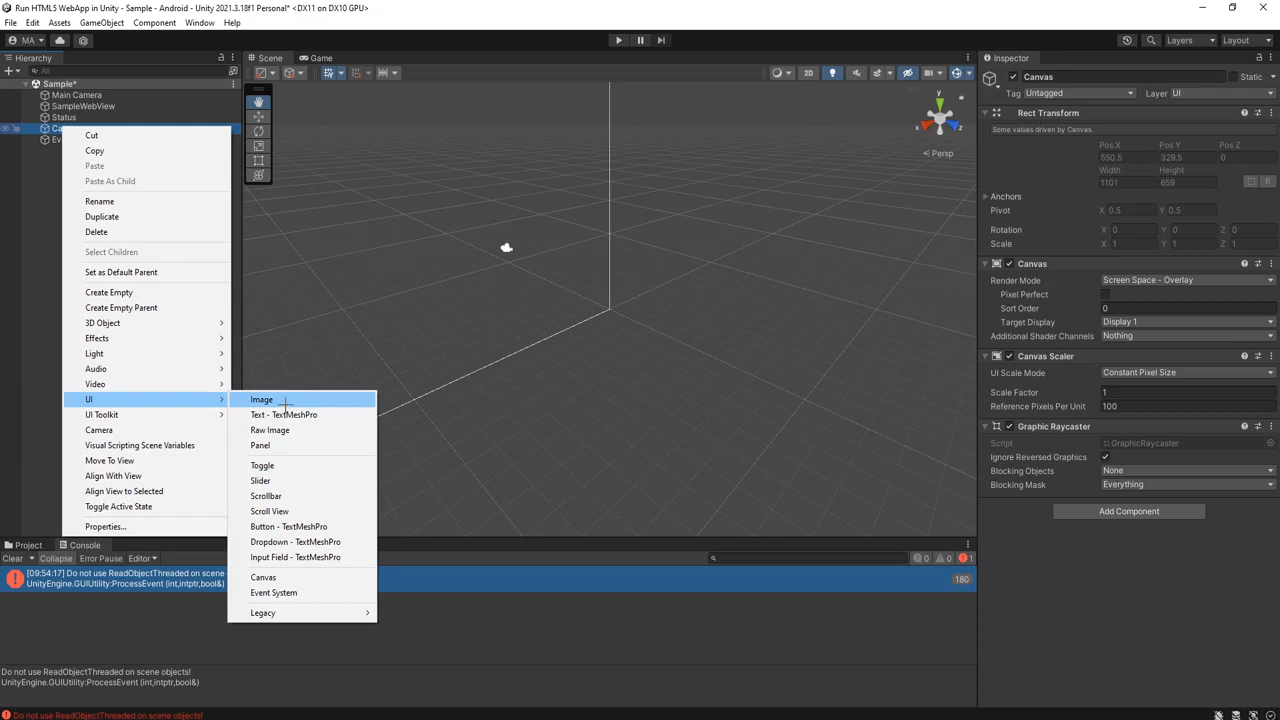 Run HTML5 WebApp in Unity - Sample - Android - Unity 2021.3.18f1 Personal* <DX11 on DX10 GPU>
File Edit Assets GameObject Component Window Help
MA Layers Layout
Hierarchy Scene Game Inspector
All 2D
Sample*
Main Camera
SampleWebView
Status
Cut
Copy
Paste
Paste As Child
Rename
Duplicate
Delete
Select Children
Set as Default Parent
Create Empty
Create Empty Parent
3D Object
Effects
Light
Audio
Video
UI
UI Toolkit
Camera
Visual Scripting Scene Variables
Move To View
Align With View
Align View to Selected
Toggle Active State
Properties...
Image
Text - TextMeshPro
Raw Image
Panel
Toggle
Slider
Scrollbar
Scroll View
Button - TextMeshPro
Dropdown - TextMeshPro
Input Field - TextMeshPro
Canvas
Event System
Legacy
y
x z
Persp
Canvas Static
Tag Untagged Layer UI
Rect Transform
Some values driven by Canvas.
Pos X Pos Y Pos Z
550.5 329.5 0
Width Height
1101 659
R
Anchors
Pivot X 0.5 Y 0.5
Rotation X 0 Y 0 Z 0
Scale X 1 Y 1 Z 1
Canvas
Render Mode Screen Space - Overlay
Pixel Perfect
Sort Order 0
Target Display Display 1
Additional Shader Channels Nothing
Canvas Scaler
UI Scale Mode Constant Pixel Size
Scale Factor 1
Reference Pixels Per Unit 100
Graphic Raycaster
Script GraphicRaycaster
Ignore Reversed Graphics
Blocking Objects None
Blocking Mask Everything
Add Component
Project Console
Clear Collapse Error Pause Editor 0 0 1
[09:54:17] Do not use ReadObjectThreaded on scene
UnityEngine.GUIUtility:ProcessEvent (int,intptr,bool&)
180
Do not use ReadObjectThreaded on scene objects!
UnityEngine.GUIUtility:ProcessEvent (int,intptr,bool&)
Do not use ReadObjectThreaded on scene objects!